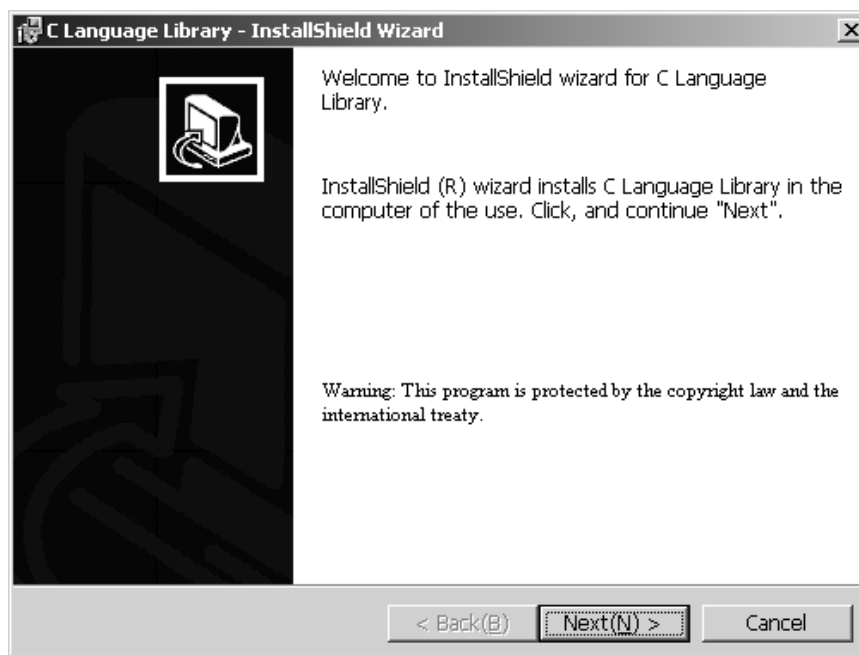 C Language Library - InstallShield Wizard
Welcome to InstallShield wizard for C Language
Library.
InstallShield (R) wizard installs C Language Library in the
computer of the use. Click, and continue "Next".
Warning: This program is protected by the copyright law and the
international treaty.
< Back(B)
Next(N) >
Cancel